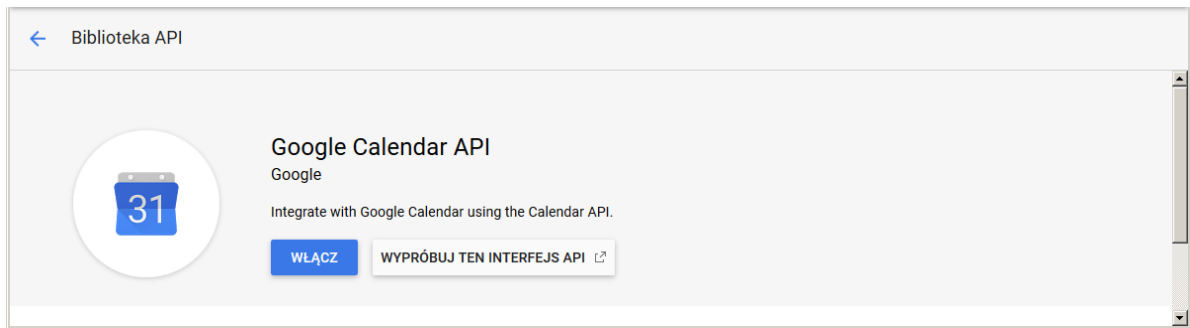 Biblioteka API
Google Calendar API
Google
Integrate with Google Calendar using the Calendar API.
31
WŁĄCZ WYPRÓBUJ TEN INTERFEJS API